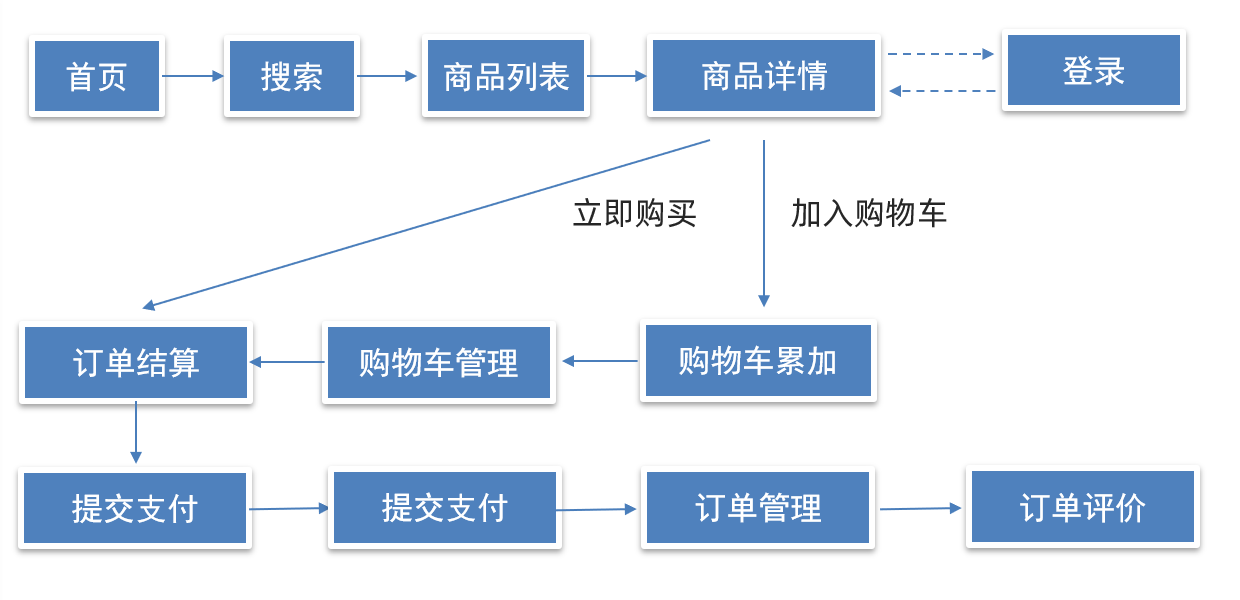 首页
搜索
商品列表
商品详情
登录
立即购买
加入购物车
订单结算
购物车管理
购物车累加
提交支付
提交支付
订单管理
订单评价